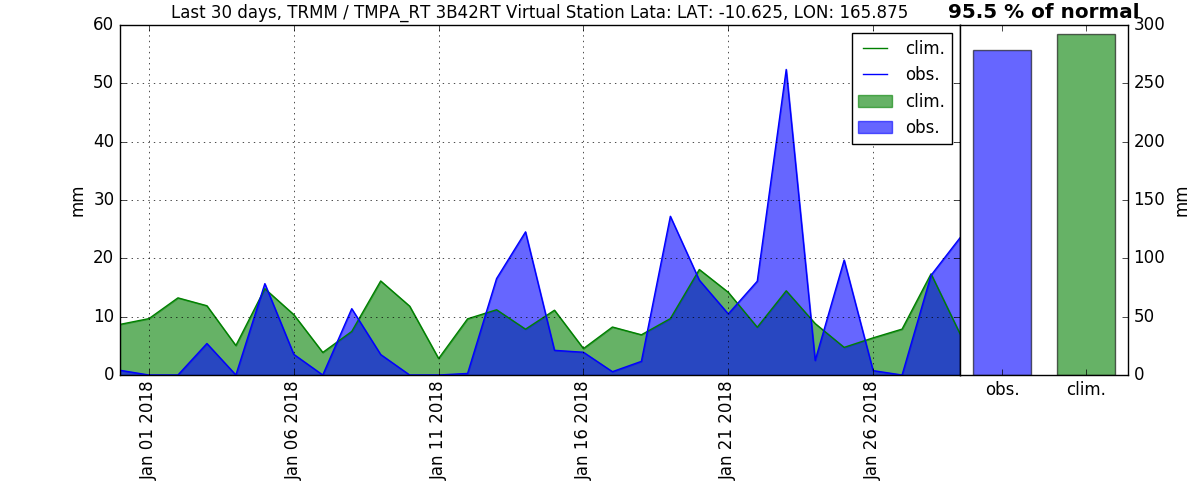 Last 30 days, TRMM / TMPA_RT 3B42RT Virtual Station Lata: LAT: -10.625, LON: 165.875
95.5 % of normal
60
50
40
30
20
10
0
mm
clim.
obs.
clim.
obs.
300
250
200
150
100
50
0
mm
obs.
clim.
Jan 01 2018
Jan 06 2018
Jan 11 2018
Jan 16 2018
Jan 21 2018
Jan 26 2018